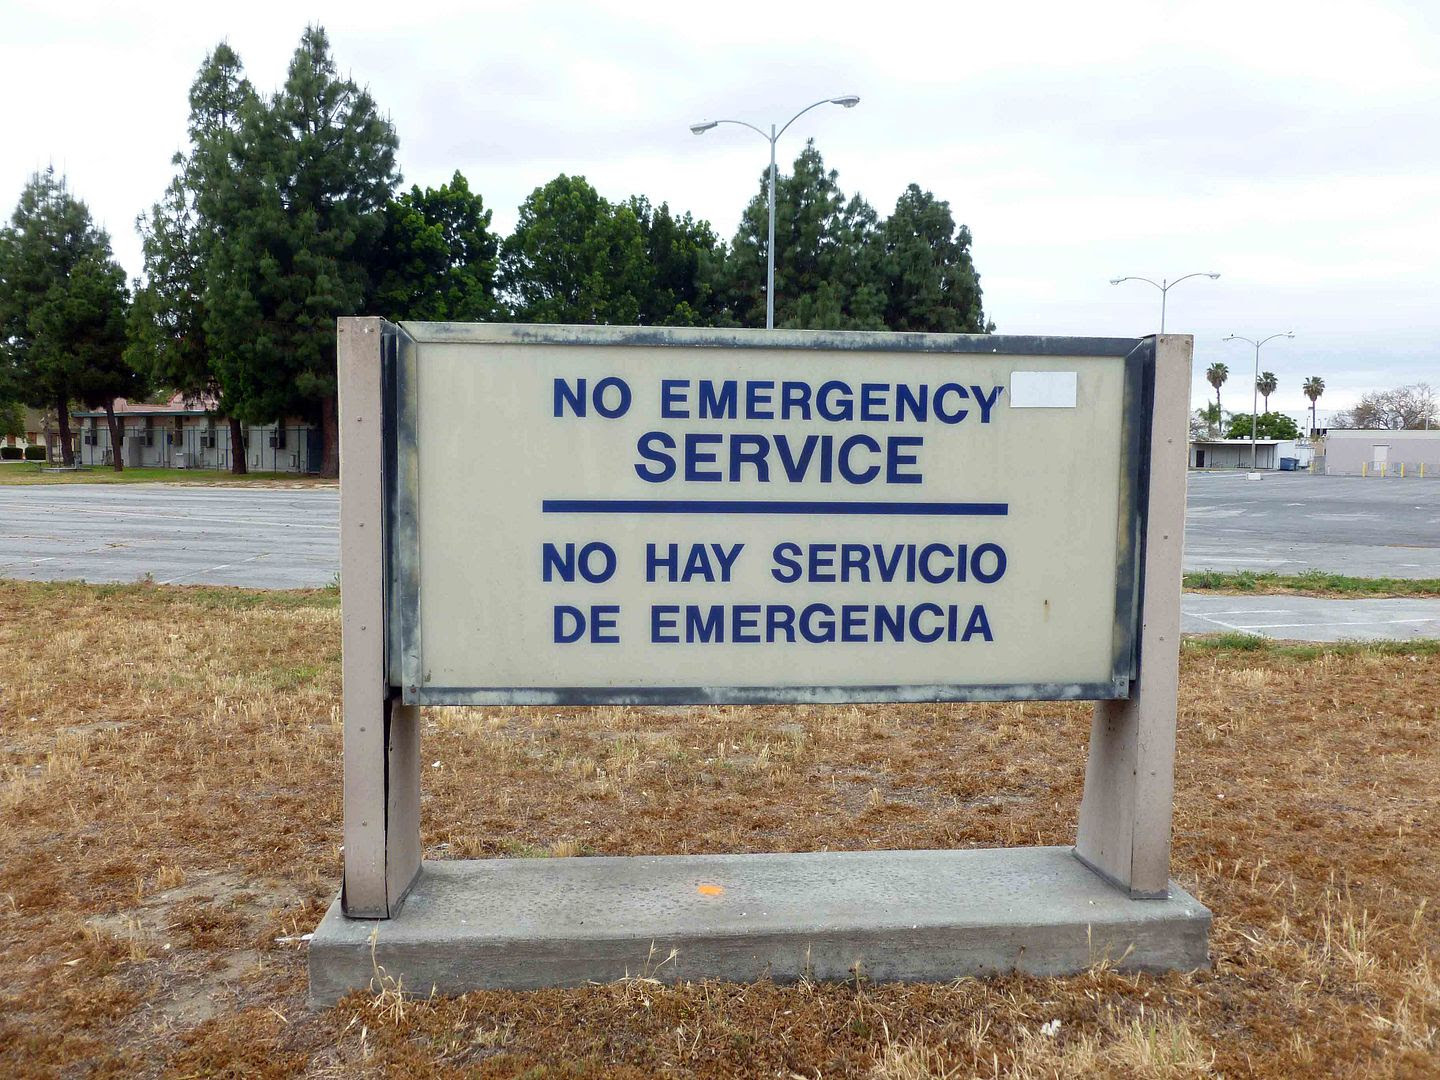 NO EMERGENCY
SERVICE
NO HAY SERVICIO
DE EMERGENCIA